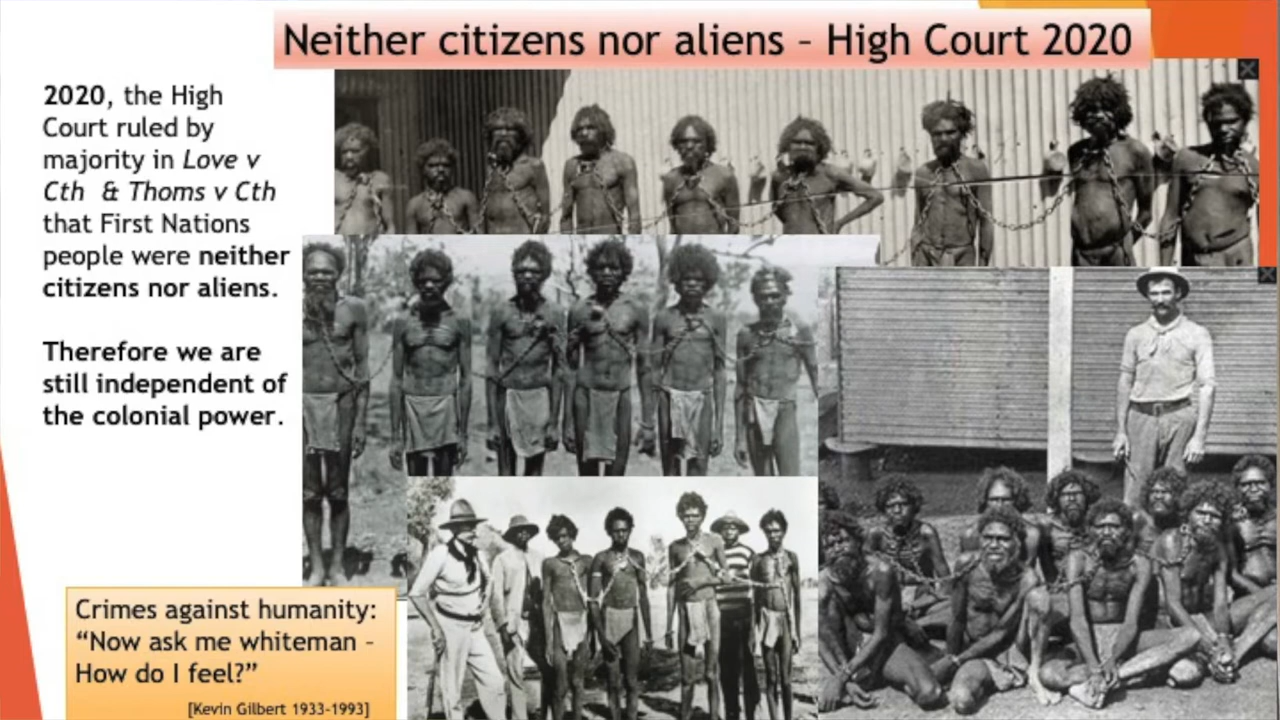 Neither citizens nor aliens – High Court 2020
2020, the High
Court ruled by
majority in Love v
Cth & Thoms v Cth
that First Nations
people were neither
citizens nor aliens.
Therefore we are
still independent of
the colonial power.
Crimes against humanity:
“Now ask me whiteman –
How do I feel?”
[Kevin Gilbert 1933-1993]